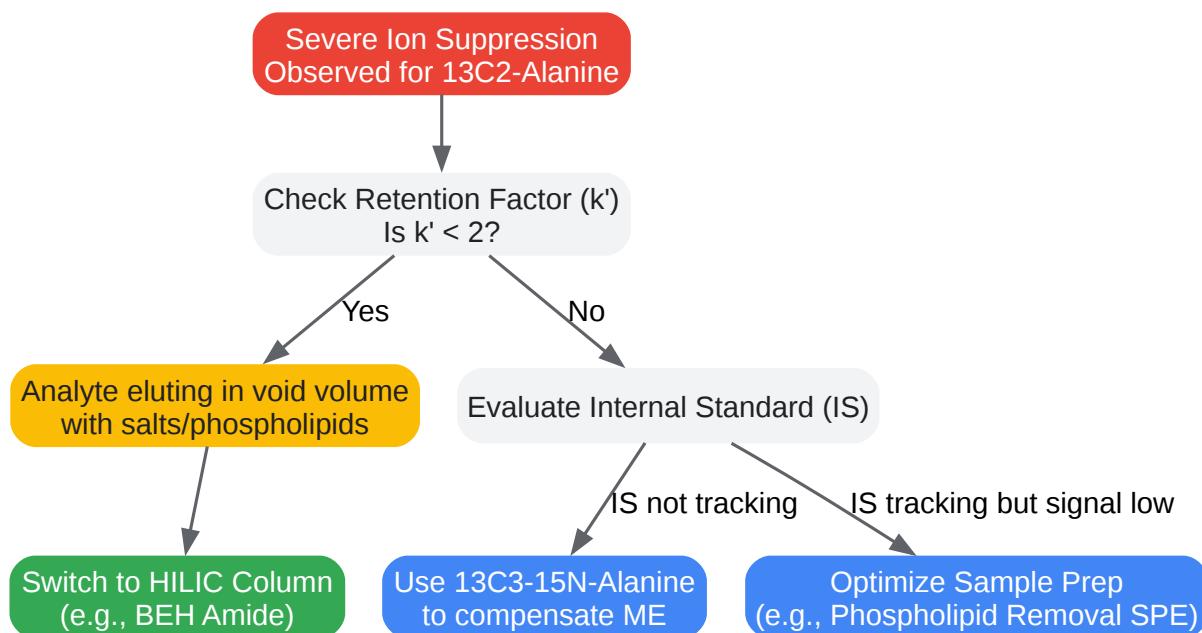 Severe Ion Suppression
Observed for 13C2-Alanine
Check Retention Factor (k')
Is k' < 2?
Yes
No
Analyte eluting in void volume
with salts/phospholipids
Evaluate Internal Standard (IS)
IS not tracking
IS tracking but signal low
Switch to HILIC Column
(e.g., BEH Amide)
Use 13C3-15N-Alanine
to compensate ME
Optimize Sample Prep
(e.g., Phospholipid Removal SPE)